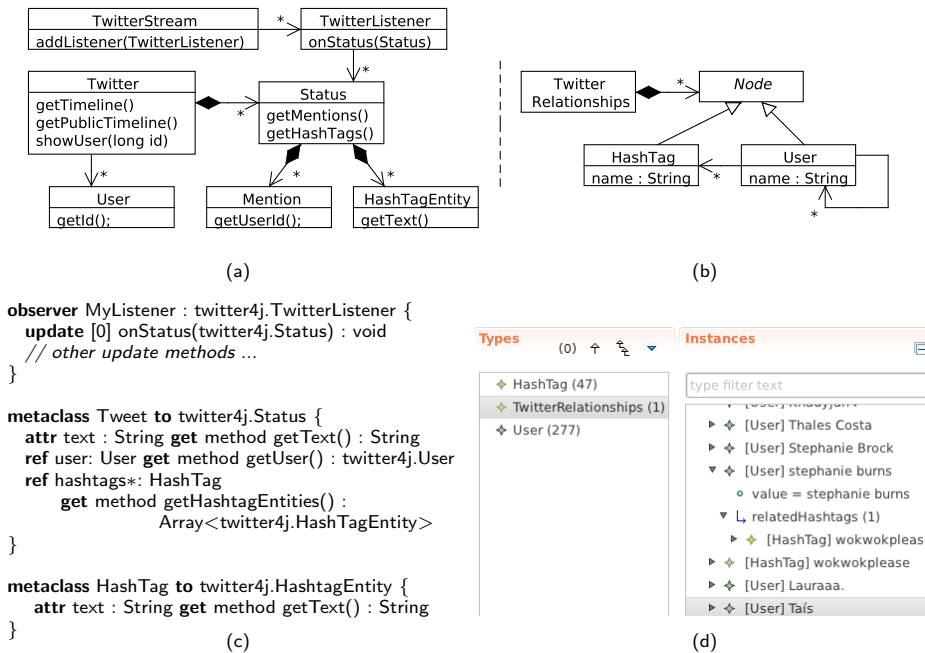 TwitterStream
addListener(TwitterListener)
*
TwitterListener
onStatus(Status)
*
Twitter
getTimeline()
getPublicTimeline()
showUser(long id)
*
Status
getMentions()
getHashTags()
*
*
*
User
getId();
Mention
getUserId();
HashTagEntity
getText()
(a)
Twitter
Relationships
*
Node
HashTag
name : String
*
User
name : String
*
(b)
observer MyListener : twitter4j.TwitterListener {
update [0] onStatus(twitter4j.Status) : void
// other update methods ...
}
metaclass Tweet to twitter4j.Status {
attr text : String get method getText() : String
ref user: User get method getUser() : twitter4j.User
ref hashtags*: HashTag
get method getHashtagEntities() :
Array<twitter4j.HashTagEntity>
}
metaclass HashTag to twitter4j.HashtagEntity {
attr text : String get method getText() : String
}
(c)
Types
(0)
HashTag (47)
TwitterRelationships (1)
User (277)
Instances
type filter text
[User]
[User] Thales Costa
[User] Stephanie Brock
[User] stephanie burns
value = stephanie burns
relatedHashtags (1)
[HashTag] wokwokpleas
[HashTag] wokwokplease
[User] Lauraaa.
[User] Taís
(d)